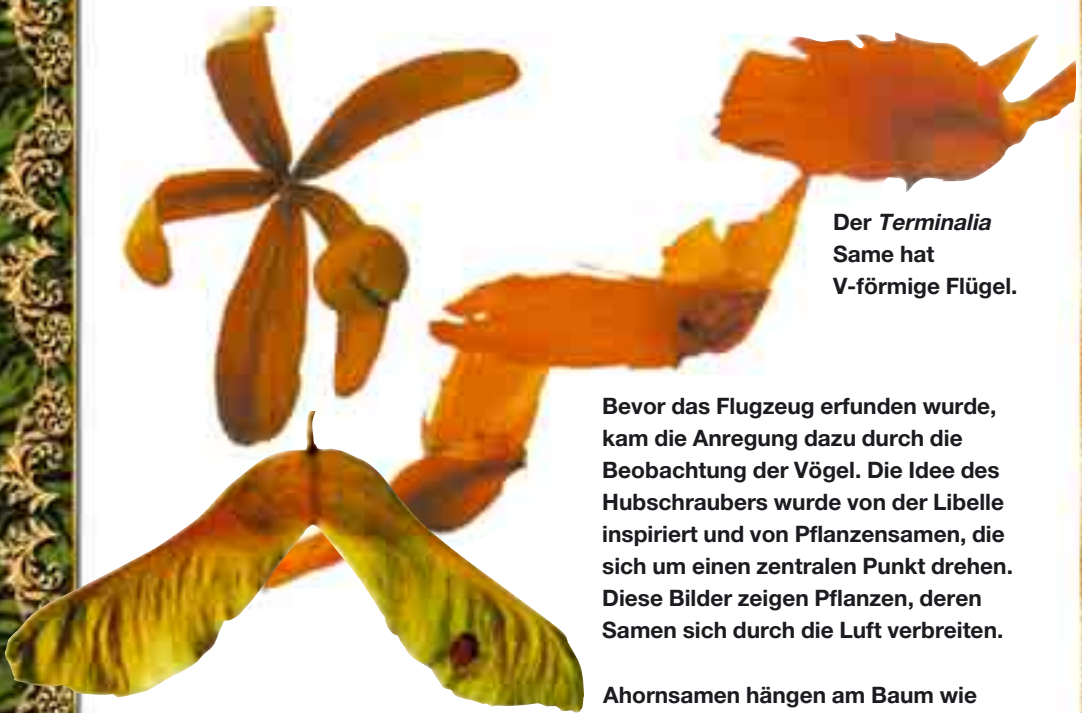 Der Terminalia
Same hat
V-förmige Flügel.
Bevor das Flugzeug erfunden wurde,
kam die Anregung dazu durch die
Beobachtung der Vögel. Die Idee des
Hubschraubers wurde von der Libelle
inspiriert und von Pflanzensamen, die
sich um einen zentralen Punkt drehen.
Diese Bilder zeigen Pflanzen, deren
Samen sich durch die Luft verbreiten.
Ahornsamen hängen am Baum wie